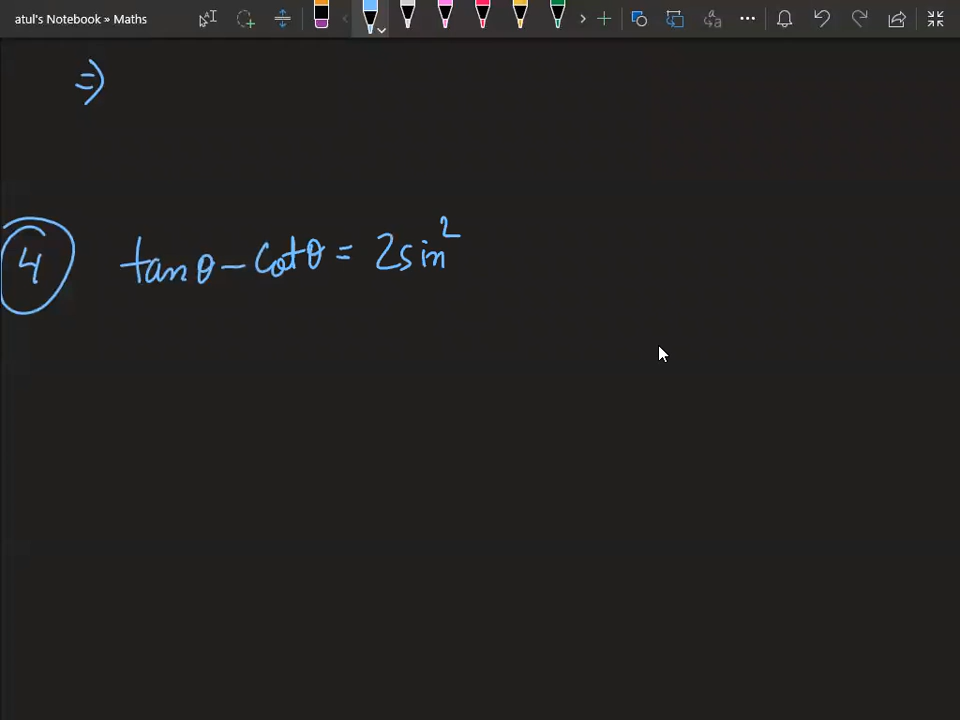 atul's Notebook » Maths
⇒
4 tanθ - cotθ = 2sin²